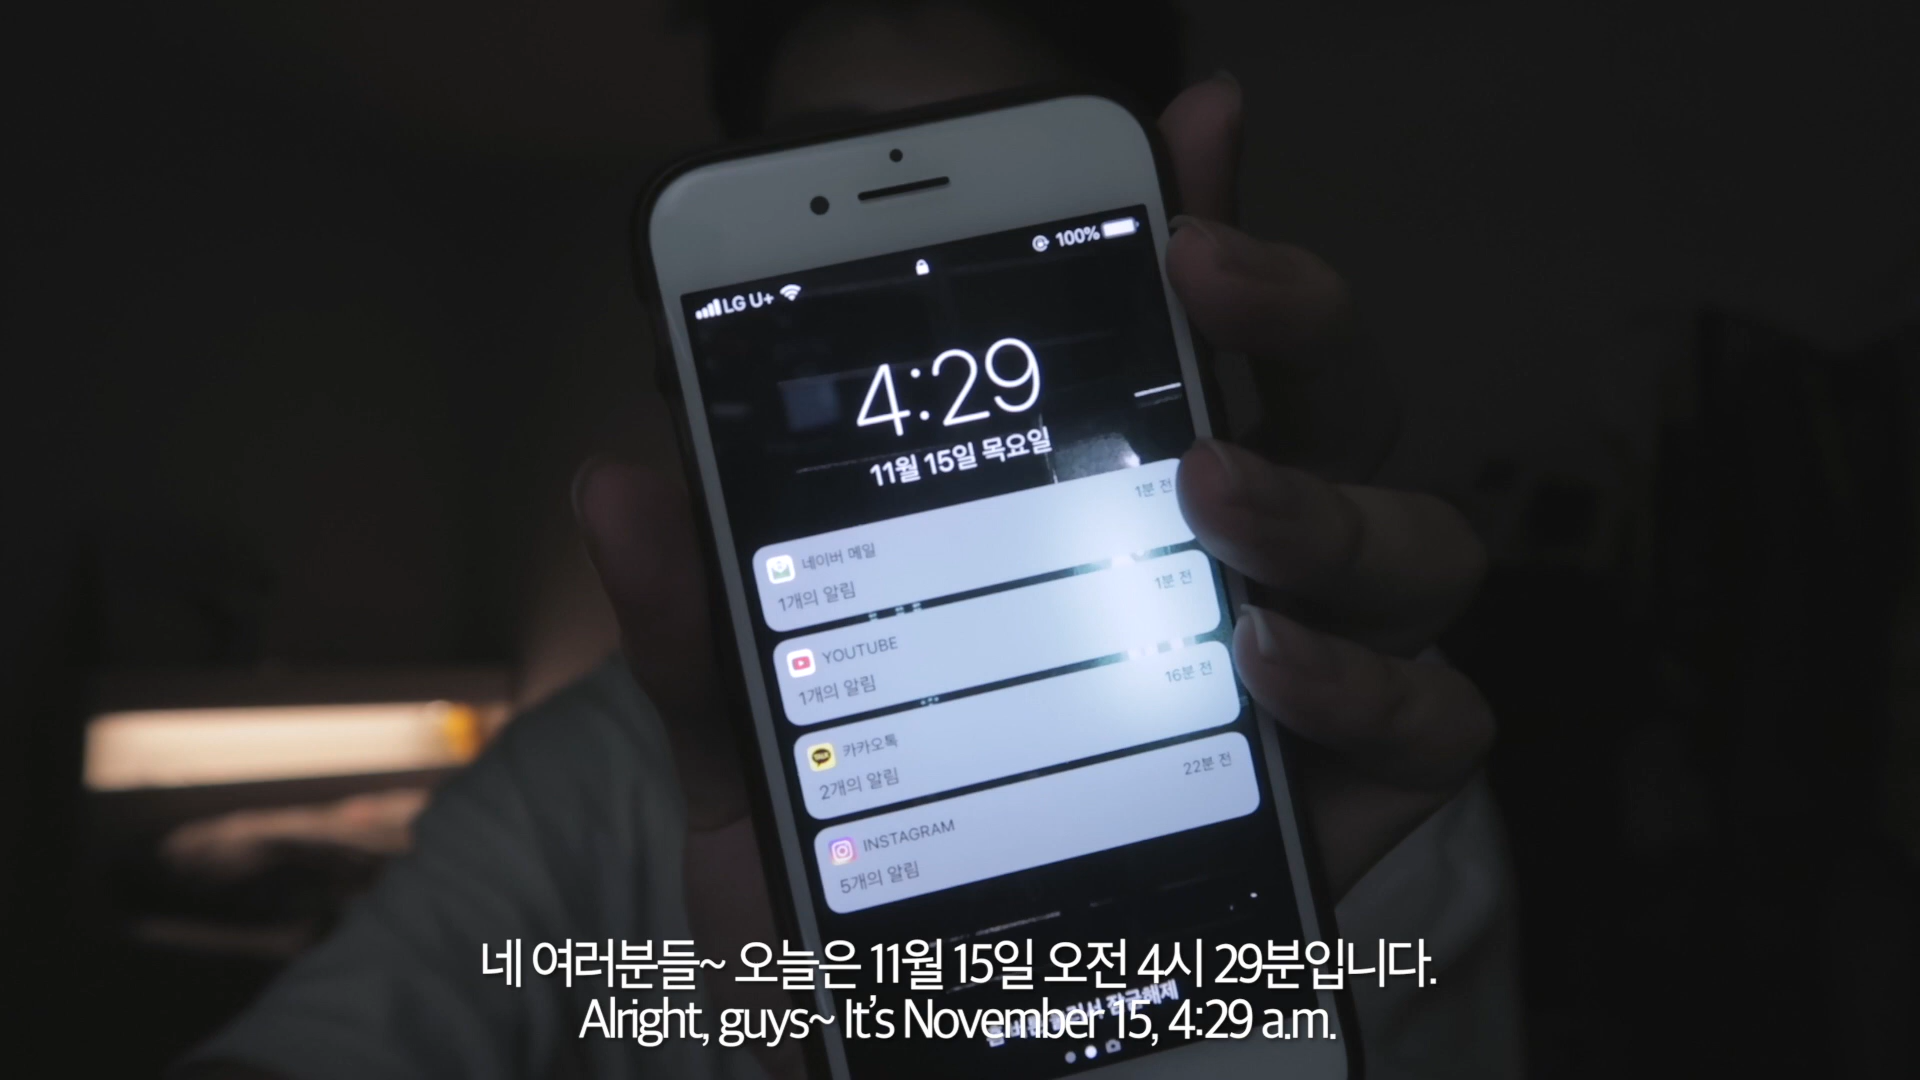 LG U+
100%
4:29
11월 15일 목요일
네이버 메일
1분 전
1개의 알림
YOUTUBE
1분 전
1개의 알림
카카오톡
16분 전
2개의 알림
INSTAGRAM
22분 전
5개의 알림
잠금해제
네 여러분들~ 오늘은 11월 15일 오전 4시 29분입니다.
Alright, guys~ It's November 15, 4:29 a.m.